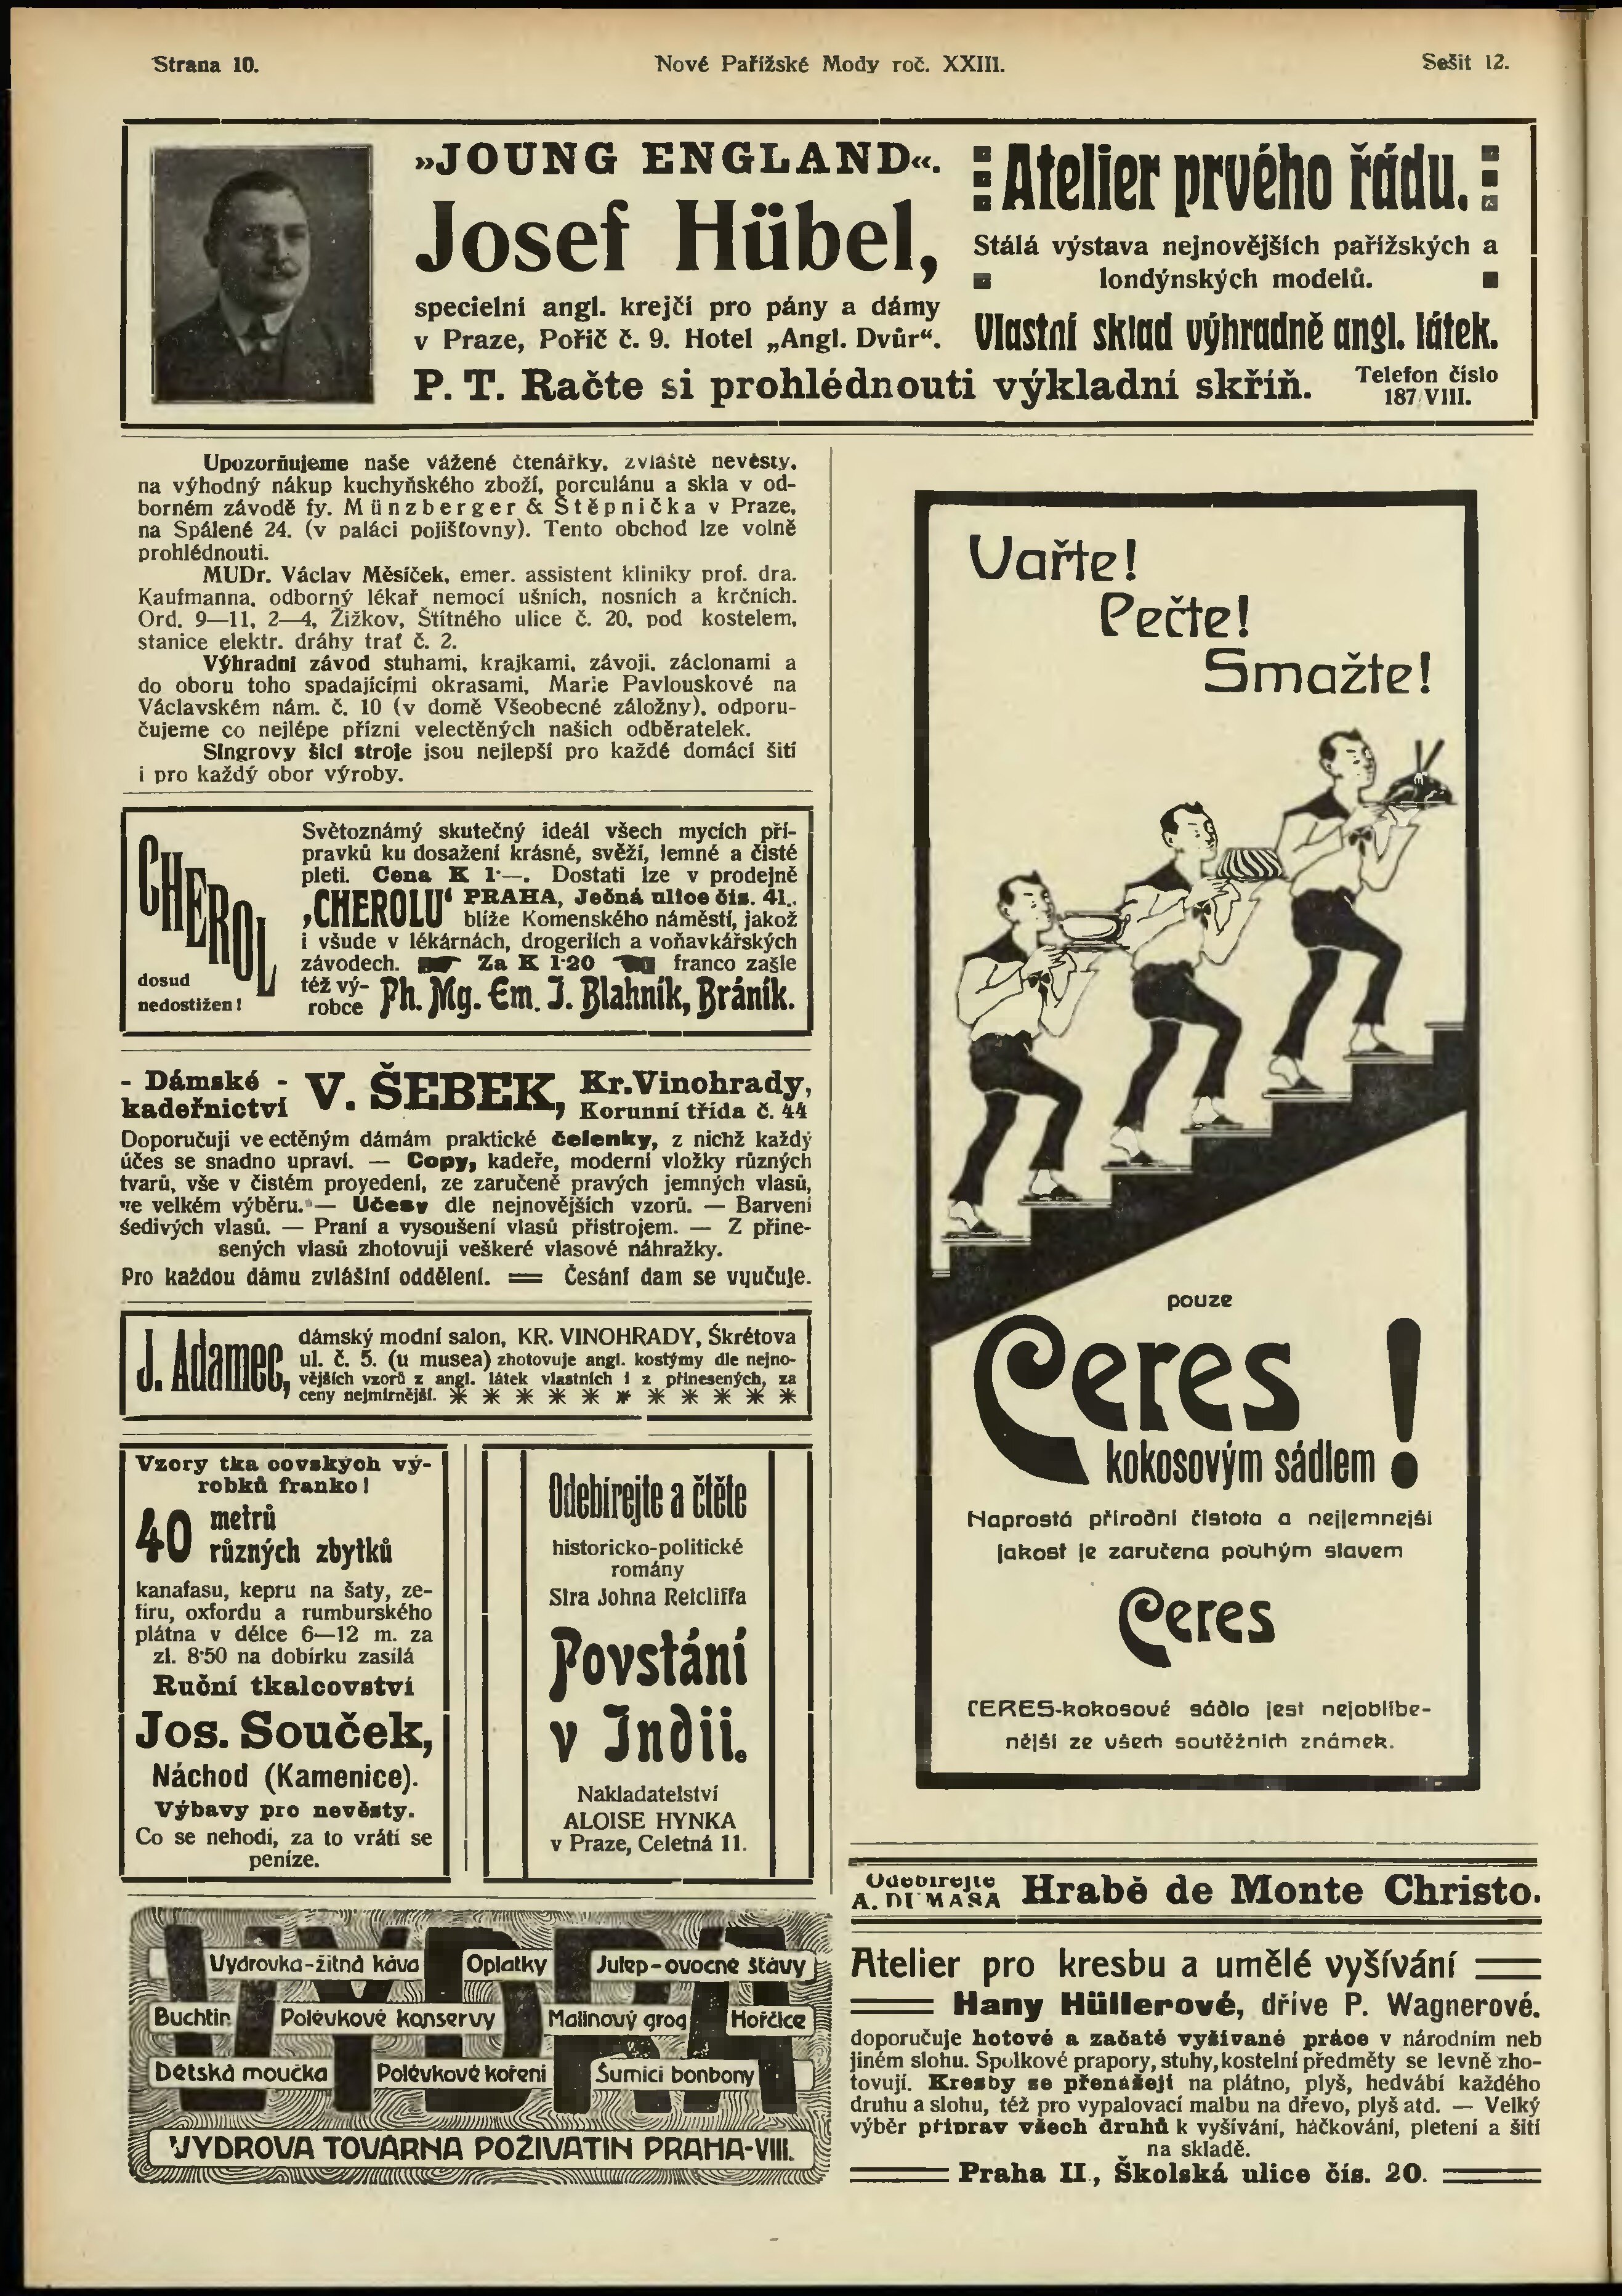 Strana 10.
Nové Pařížské Mody roč. XXIII.
Sešit 12.
»JOUNG ENGLAND«.
Josef Hübel,
specielní angl. krejčí pro pány a dámy
v Praze, Pořič č. 9. Hotel „Angl. Dvůr“.
Atelier prvého řádu.
Stálá výstava nejnovějších pařížských a
londýnských modelů.
Vlastní sklad výhradně angl. látek.
P. T. Račte si prohlédnouti výkladní skříň.
Telefon číslo
187/VIII.
Upozorňujeme naše vážené čtenářky, zvláště nevěsty,
na výhodný nákup kuchyňského zboží, porculánu a skla v od-
borném závodě fy. Münzberger & Štěpnička v Praze,
na Spálené 24. (v paláci pojišťovny). Tento obchod lze volně
prohlédnouti.
MUDr. Václav Měsíček, emer. assistent kliniky prof. dra.
Kaufmanna, odborný lékař nemocí ušních, nosních a krčních.
Ord. 9—11, 2—4, Žižkov, Štítného ulice č. 20, pod kostelem,
stanice elektr. dráhy trať č. 2.
Výhradní závod stuhami, krajkami, závoji, záclonami a
do oboru toho spadajícími okrasami, Marie Pavlouskové na
Václavském nám. č. 10 (v domě Všeobecné záložny), odporu-
čujeme co nejlépe přízni velectěných našich odběratelek.
Singrovy šicí stroje jsou nejlepší pro každé domácí šití
i pro každý obor výroby.
CHEROL
dosud
nedostižen!
Světoznámý skutečný ideál všech mycích pří-
pravků ku dosažení krásné, svěží, jemné a čisté
pleti. Cena K 1·—. Dostati lze v prodejně
‚CHEROLU‘ PRAHA, Ječná ulice čís. 41.,
blíže Komenského náměstí, jakož
i všude v lékárnách, drogeriích a voňavkářských
závodech. Za K 1·20 franco zašle
též vý-
robce Ph. Mg. Em. J. Blahník, Bráník.
- Dámské -
kadeřnictví
V. ŠEBEK,
Kr. Vinohrady,
Korunní třída č. 44
Doporučuji ve ectěným dámám praktické čelenky, z nichž každý
účes se snadno upraví. — Copy, kadeře, moderní vložky různých
tvarů, vše v čistém provedení, ze zaručeně pravých jemných vlasů,
ve velkém výběru. — Účesy dle nejnovějších vzorů. — Barvení
šedivých vlasů. — Praní a vysoušení vlasů přístrojem. — Z přine-
sených vlasů zhotovuji veškeré vlasové náhražky.
Pro každou dámu zvláštní oddělení. == Česání dam se vyučuje.
J. Adamec,
dámský modní salon, KR. VINOHRADY, Škrétova
ul. č. 5. (u musea) zhotovuje angl. kostýmy dle nejno-
vějších vzorů z angl. látek vlastních i z přinesených, za
ceny nejmírnější.
Vzory tka covských vý-
robků franko!
40 metrů
různých zbytků
kanafasu, kepru na šaty, ze-
firu, oxfordu a rumburského
plátna v délce 6—12 m. za
zl. 8·50 na dobírku zasílá
Ruční tkalcovství
Jos. Souček,
Náchod (Kamenice).
Výbavy pro nevěsty.
Co se nehodí, za to vrátí se
peníze.
Odebírejte a čtěte
historicko-politické
romány
Sira Johna Retcliffa
Povstání
v Indii.
Nakladatelství
ALOISE HYNKA
v Praze, Celetná 11.
VYDRA
Vydrovka-žitná káva
Oplatky
Julep-ovocné šťávy
Buchtin
Polévkové konservy
Malinový grog
Hořčice
Dětská moučka
Polévkové koření
Šumící bonbony
VYDROVA TOVÁRNA POŽIVATIN PRAHA-VIII.
Vařte!
Pečte!
Smažte!
pouze
Ceres!
kokosovým sádlem
Naprostá přírodní čistota a nejjemnejší
jakost je zaručena pouhým slavem
Ceres
CERES-kokosové sádlo jest nejoblíbe-
nější ze všech soutěžních známek.
Odebírejte
A. DUMASA
Hrabě de Monte Christo.
Atelier pro kresbu a umělé vyšívání
Hany Hüllerové, dříve P. Wagnerové.
doporučuje hotové a začaté vyšívané práce v národním neb
jiném slohu. Spolkové prapory, stuhy, kostelní předměty se levně zho-
tovují. Kresby se přenášejí na plátno, plyš, hedvábí každého
druhu a slohu, též pro vypalovací malbu na dřevo, plyš atd. — Velký
výběr příprav všech druhů k vyšívání, háčkování, pletení a šití
na skladě.
Praha II., Školská ulice čís. 20.